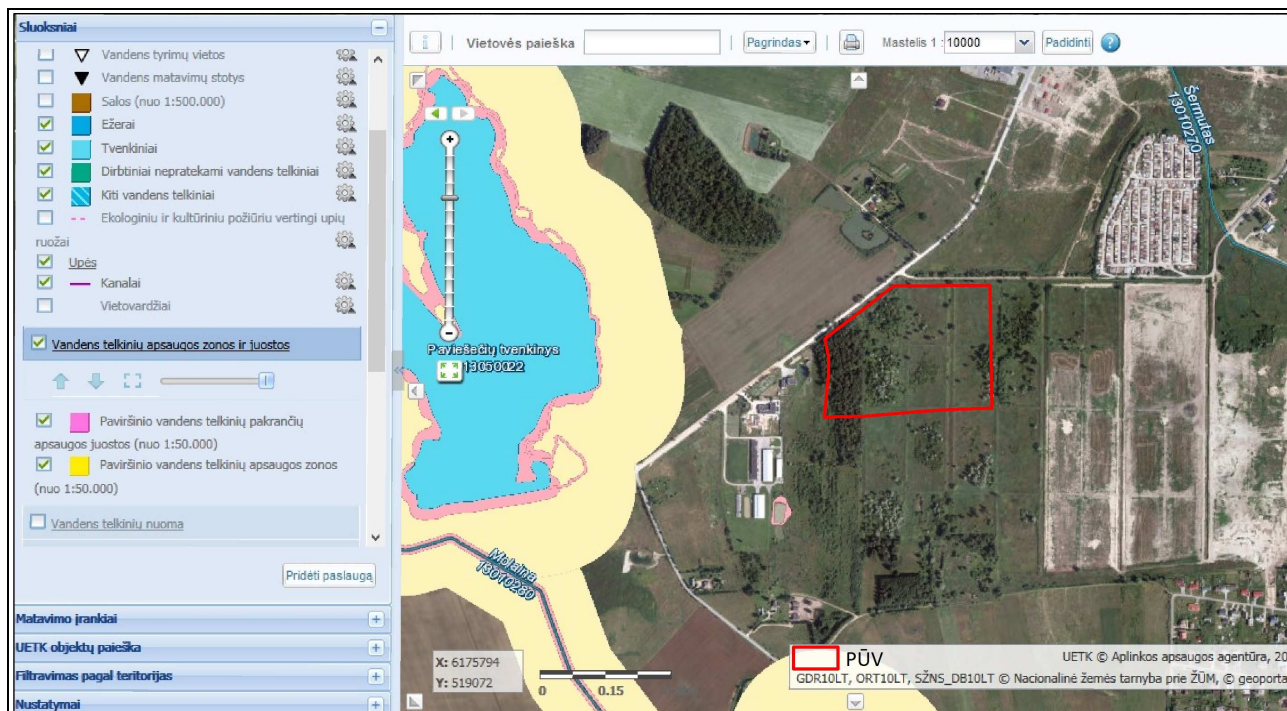 Sluoksniai
Vandens tyrimų vietos
Vandens matavimų stotys
Salos (nuo 1:500.000)
Ežerai
Tvenkiniai
Dirbtiniai nepratekami vandens telkiniai
Kiti vandens telkiniai
Ekologiniu ir kultūriniu požiūriu vertingi upių
ruožai
Upės
Kanalai
Vietovardžiai
Vandens telkinių apsaugos zonos ir juostos
Paviršinio vandens telkinių pakrančių
apsaugos juostos (nuo 1:50.000)
Paviršinio vandens telkinių apsaugos zonos
(nuo 1:50.000)
Vandens telkinių nuoma
Pridėti paslaugą
Matavimo įrankiai
UETK objektų paieška
Filtravimas pagal teritorijas
Nustatymai
i | Vietovės paieška | Pagrindas | Mastelis 1 : 10000 Padidinti ?
Šermutas
13010270
Paviešečių tvenkinys
13050022
Motaina
13010260
X: 6175794
Y: 519072
0 0.15
PŪV
UETK © Aplinkos apsaugos agentūra, 20
GDR10LT, ORT10LT, SŽNS_DB10LT © Nacionalinė žemės tarnyba prie ŽŪM, © geoporta